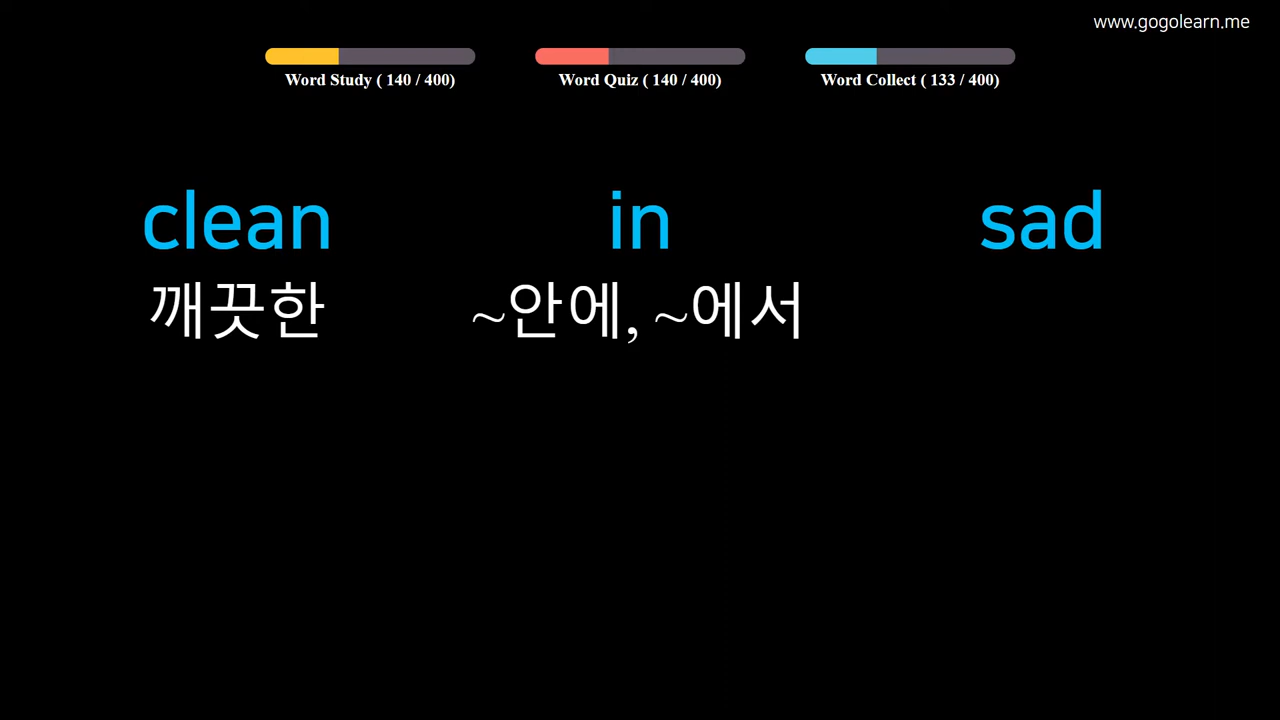 www.gogolearn.me
Word Study ( 140 / 400) Word Quiz ( 140 / 400) Word Collect ( 133 / 400)
clean in sad
깨끗한 ~안에, ~에서